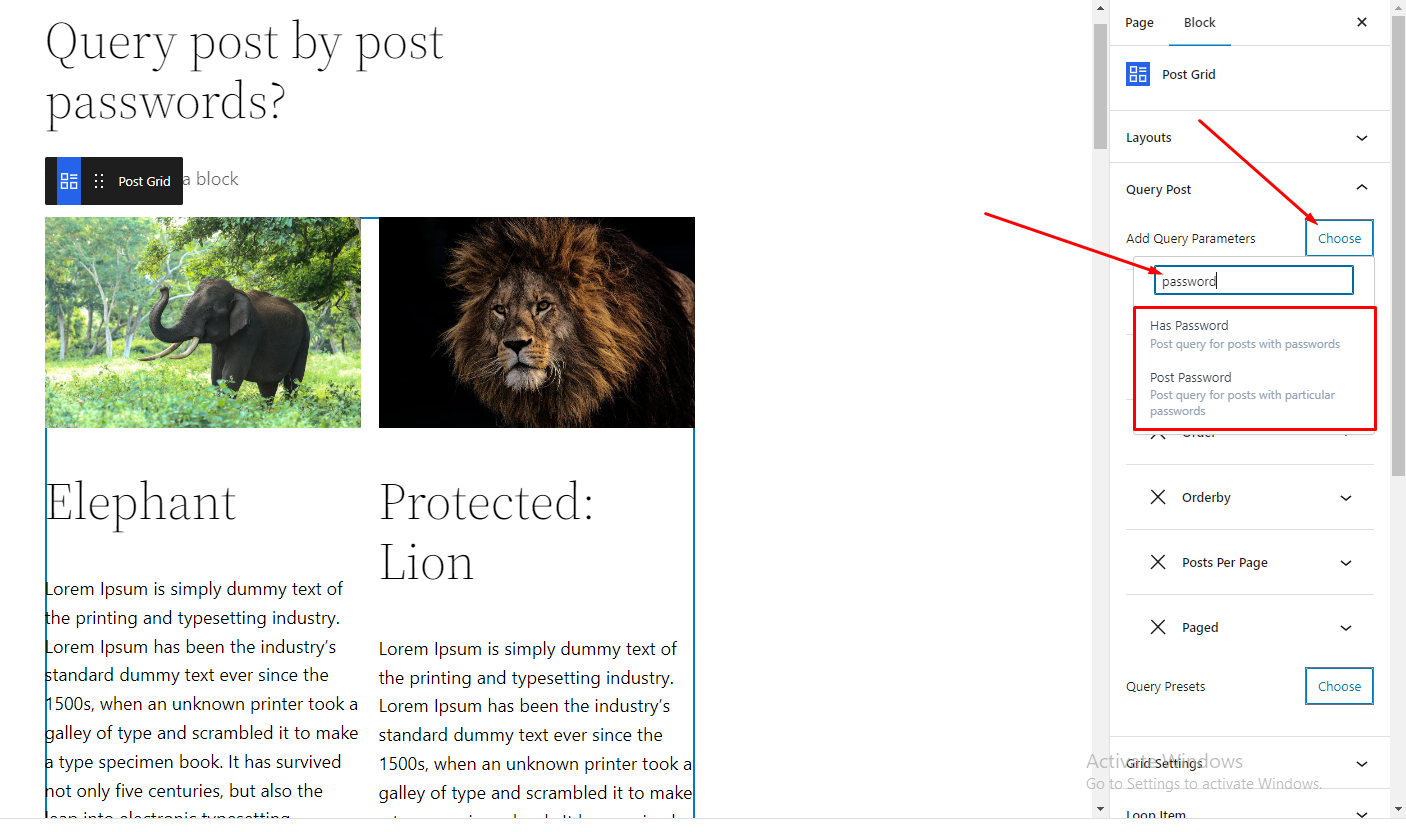 Query post by post
passwords?
Post Grid
a block
Elephant
Lorem Ipsum is simply dummy text of
the printing and typesetting industry.
Lorem Ipsum has been the industry’s
standard dummy text ever since the
1500s, when an unknown printer took a
galley of type and scrambled it to make
a type specimen book. It has survived
not only five centuries, but also the
leap into electronic typesetting,
Protected:
Lion
Lorem Ipsum is simply dummy text of
the printing and typesetting industry.
Lorem Ipsum has been the industry’s
standard dummy text ever since the
1500s, when an unknown printer took a
galley of type and scrambled it to make
Page
Block
Post Grid
Layouts
Query Post
Add Query Parameters
Choose
password
Has Password
Post query for posts with passwords
Post Password
Post query for posts with particular
passwords
Order
Orderby
Posts Per Page
Paged
Query Presets
Choose
Activate Windows
Grid Settings
Go to Settings to activate Windows.
Loop Item